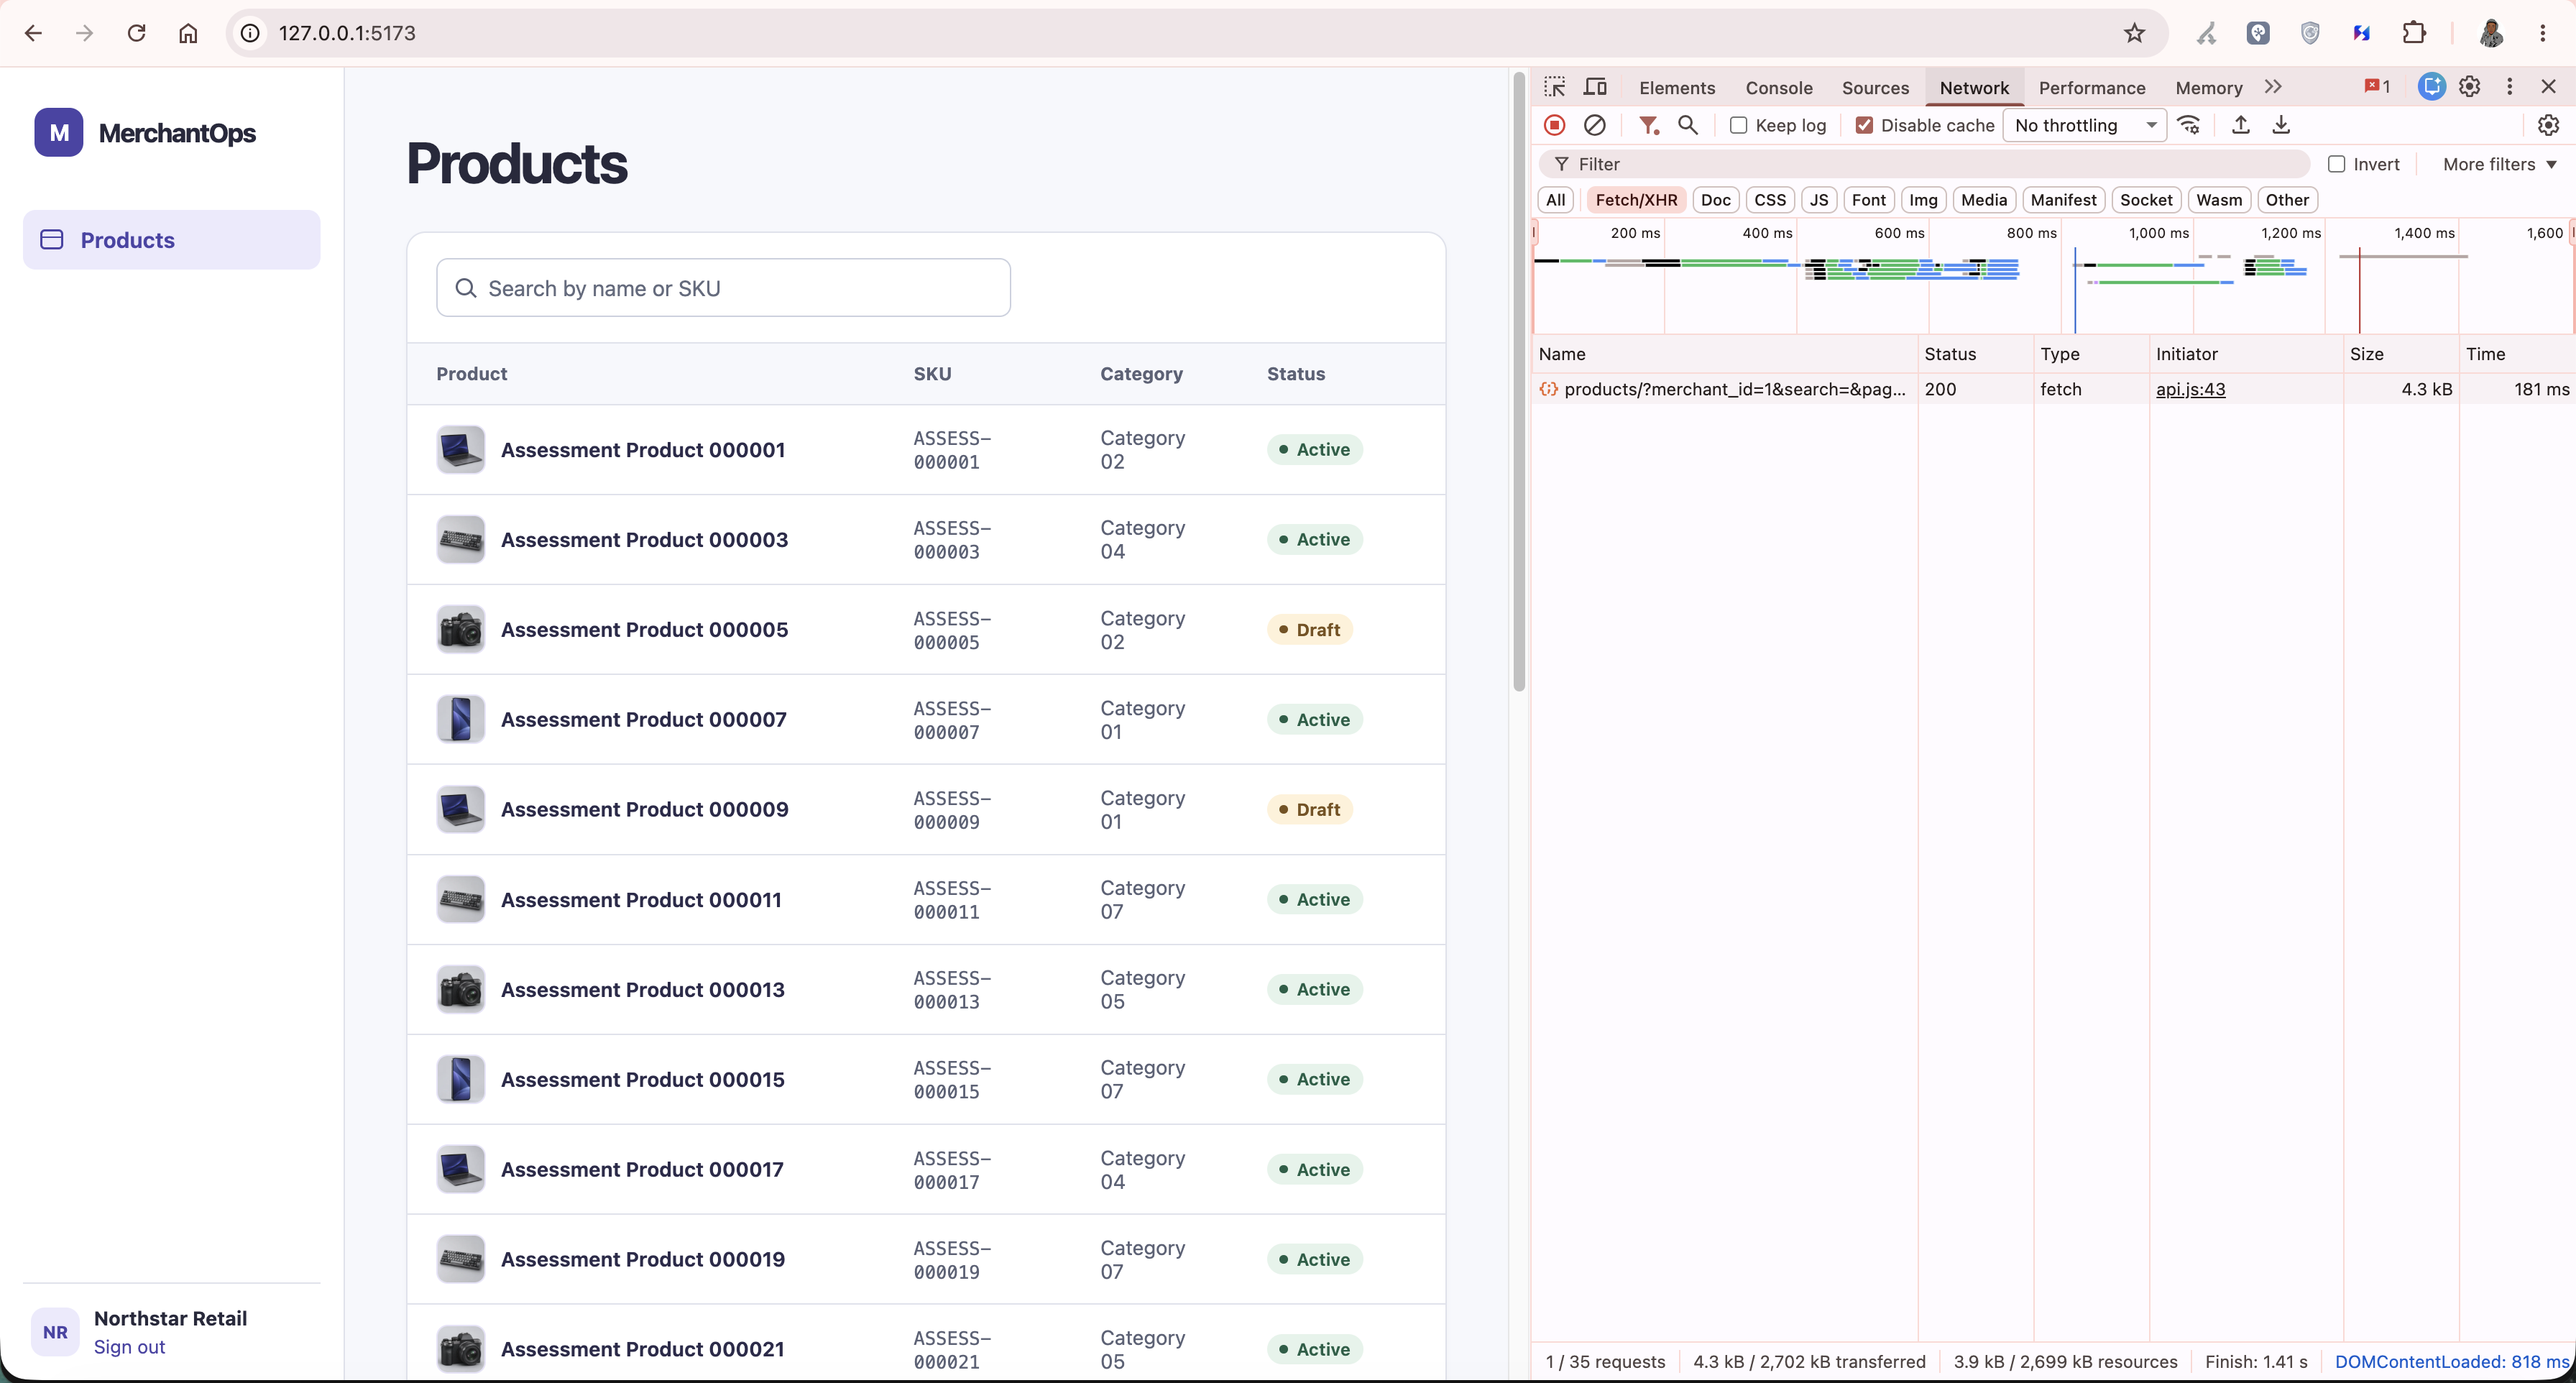 127.0.0.1:5173
M MerchantOps
Products
Products
Search by name or SKU
Product SKU Category Status
Assessment Product 000001 ASSESS-000001 Category 02 Active
Assessment Product 000003 ASSESS-000003 Category 04 Active
Assessment Product 000005 ASSESS-000005 Category 02 Draft
Assessment Product 000007 ASSESS-000007 Category 01 Active
Assessment Product 000009 ASSESS-000009 Category 01 Draft
Assessment Product 000011 ASSESS-000011 Category 07 Active
Assessment Product 000013 ASSESS-000013 Category 05 Active
Assessment Product 000015 ASSESS-000015 Category 07 Active
Assessment Product 000017 ASSESS-000017 Category 04 Active
Assessment Product 000019 ASSESS-000019 Category 07 Active
Assessment Product 000021 ASSESS-000021 Category 05 Active
NR Northstar Retail
Sign out
Elements Console Sources Network Performance Memory 1
Keep log Disable cache No throttling
Filter Invert More filters
All Fetch/XHR Doc CSS JS Font Img Media Manifest Socket Wasm Other
200 ms 400 ms 600 ms 800 ms 1,000 ms 1,200 ms 1,400 ms 1,600
Name Status Type Initiator Size Time
products/?merchant_id=1&search=&pag... 200 fetch api.js:43 4.3 kB 181 ms
1 / 35 requests 4.3 kB / 2,702 kB transferred 3.9 kB / 2,699 kB resources Finish: 1.41 s DOMContentLoaded: 818 ms